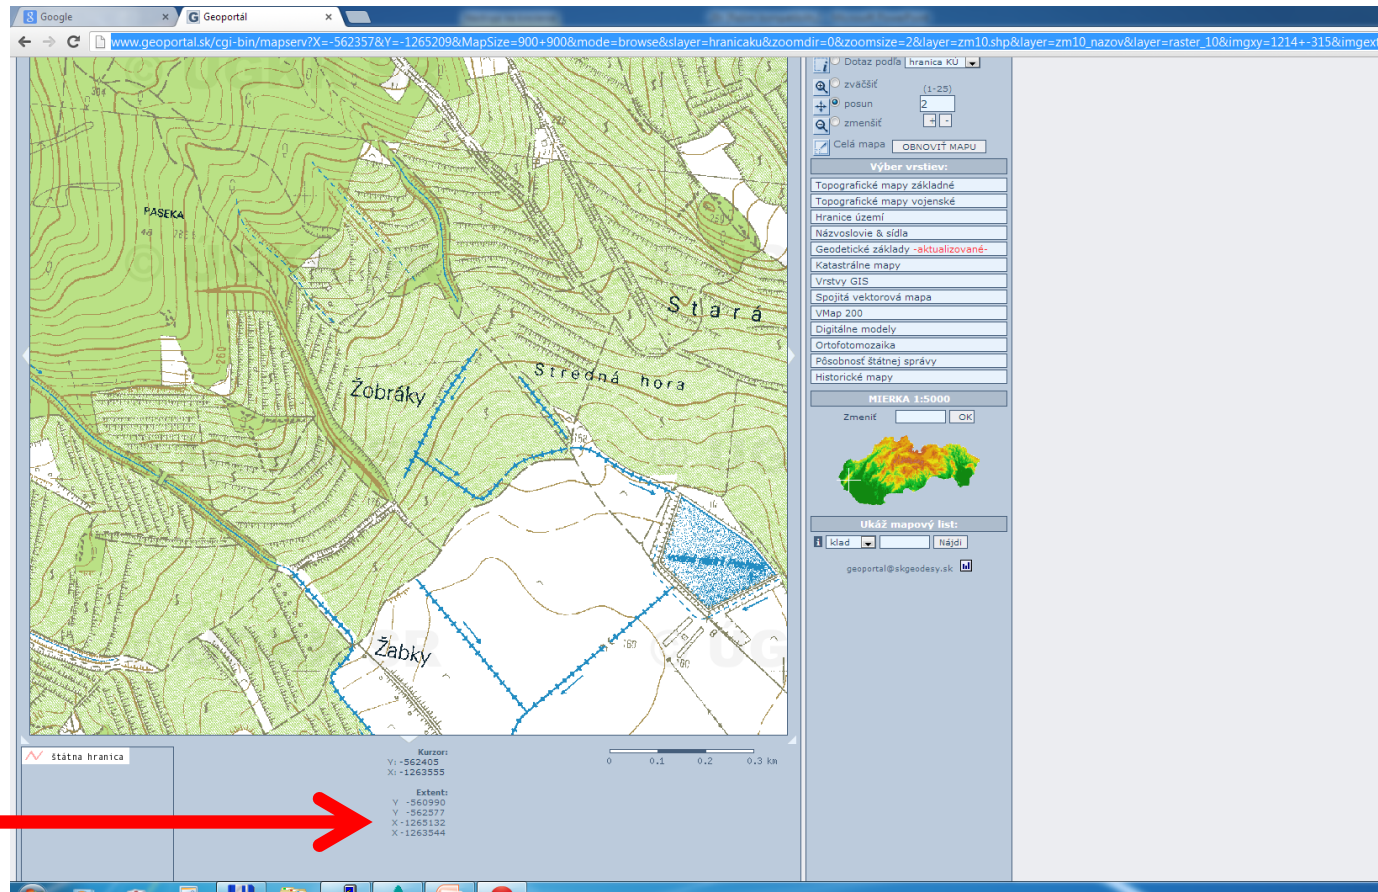 Google
Geoportál
www.geoportal.sk/cgi-bin/mapserv?X=-562357&Y=-1265209&MapSize=900+900&mode=browse&slayer=hranicaku&zoomdir=0&zoomsize=2&layer=zm10.shp&layer=zm10_nazov&layer=raster_10&imgxy=1214+-315&imgext
Dotaz podľa hranica KÚ
zväčšiť (1-25)
posun 2
zmenšiť + -
Celá mapa OBNOVIŤ MAPU
Výber vrstiev:
Topografické mapy základné
Topografické mapy vojenské
Hranice území
Názvoslovie & sídla
Geodetické základy -aktualizované-
Katastrálne mapy
Vrstvy GIS
Spojitá vektorová mapa
VMap 200
Digitálne modely
Ortofotomozaika
Pôsobnosť štátnej správy
Historické mapy
MIERKA 1:5000
Zmeniť OK
Ukáž mapový list:
klad Nájdi
geoportal@skgeodesy.sk
PASEKA
Stará
Stredná hora
Žobráky
Žabky
260
štátna hranica
Kurzor:
Y: -562405
X: -1263555
Extent:
Y -560990
Y -562577
X -1265132
X -1263544
0 0.1 0.2 0.3 km